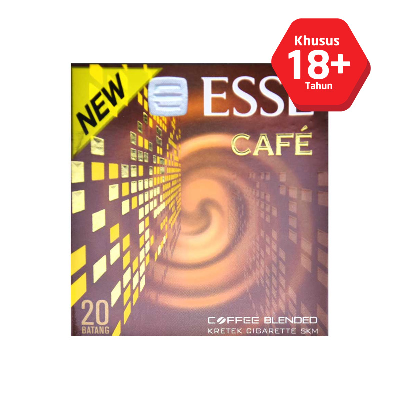 Khusus
18+
Tahun
NEW
ESSE
CAFÉ
20
BATANG
COFFEE BLENDED
KRETEK CIGARETTE SKM